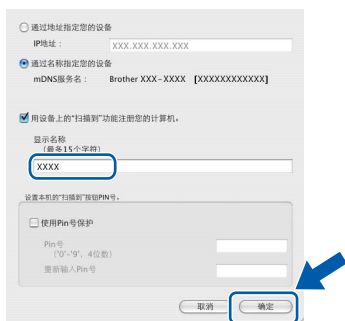 通过地址指定您的设备
IP地址： XXX.XXX.XXX.XXX
通过名称指定您的设备
mDNS服务名： Brother XXX-XXXX [XXXXXXXXXXXX]
用设备上的“扫描到”功能注册您的计算机。
显示名称
(最多15个字符)
XXXX
设置本机的“扫描到”按钮PIN号。
使用Pin号保护
Pin号
('0'-'9'，4位数)
重新输入Pin号
取消 确定